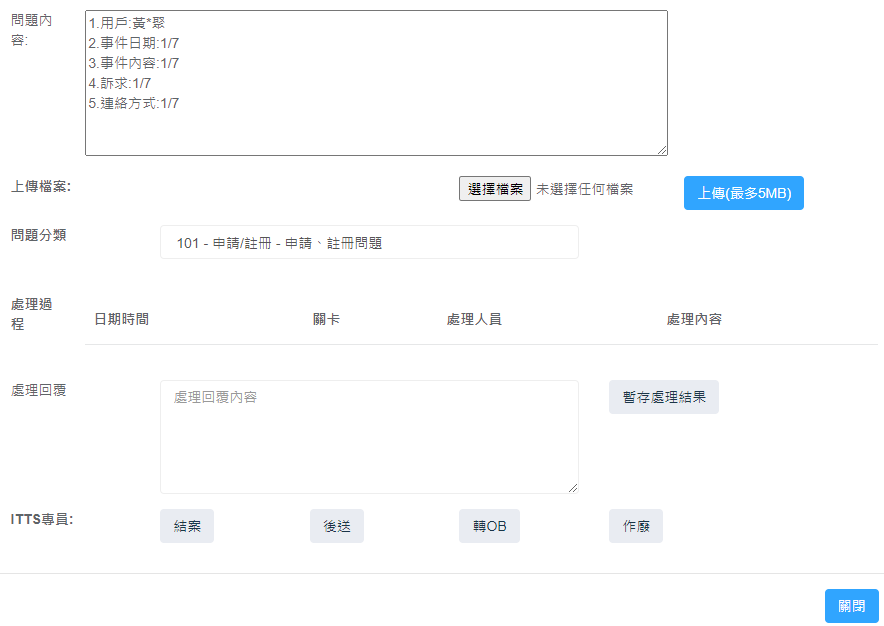 問題內容:
1.用戶:黃*聚
2.事件日期:1/7
3.事件內容:1/7
4.訴求:1/7
5.連絡方式:1/7
上傳檔案:
選擇檔案 未選擇任何檔案
上傳(最多5MB)
問題分類
101 - 申請/註冊 - 申請、註冊問題
處理過程
日期時間 關卡 處理人員 處理內容
處理回覆
處理回覆內容
暫存處理結果
ITTS專員:
結案 後送 轉OB 作廢
關閉